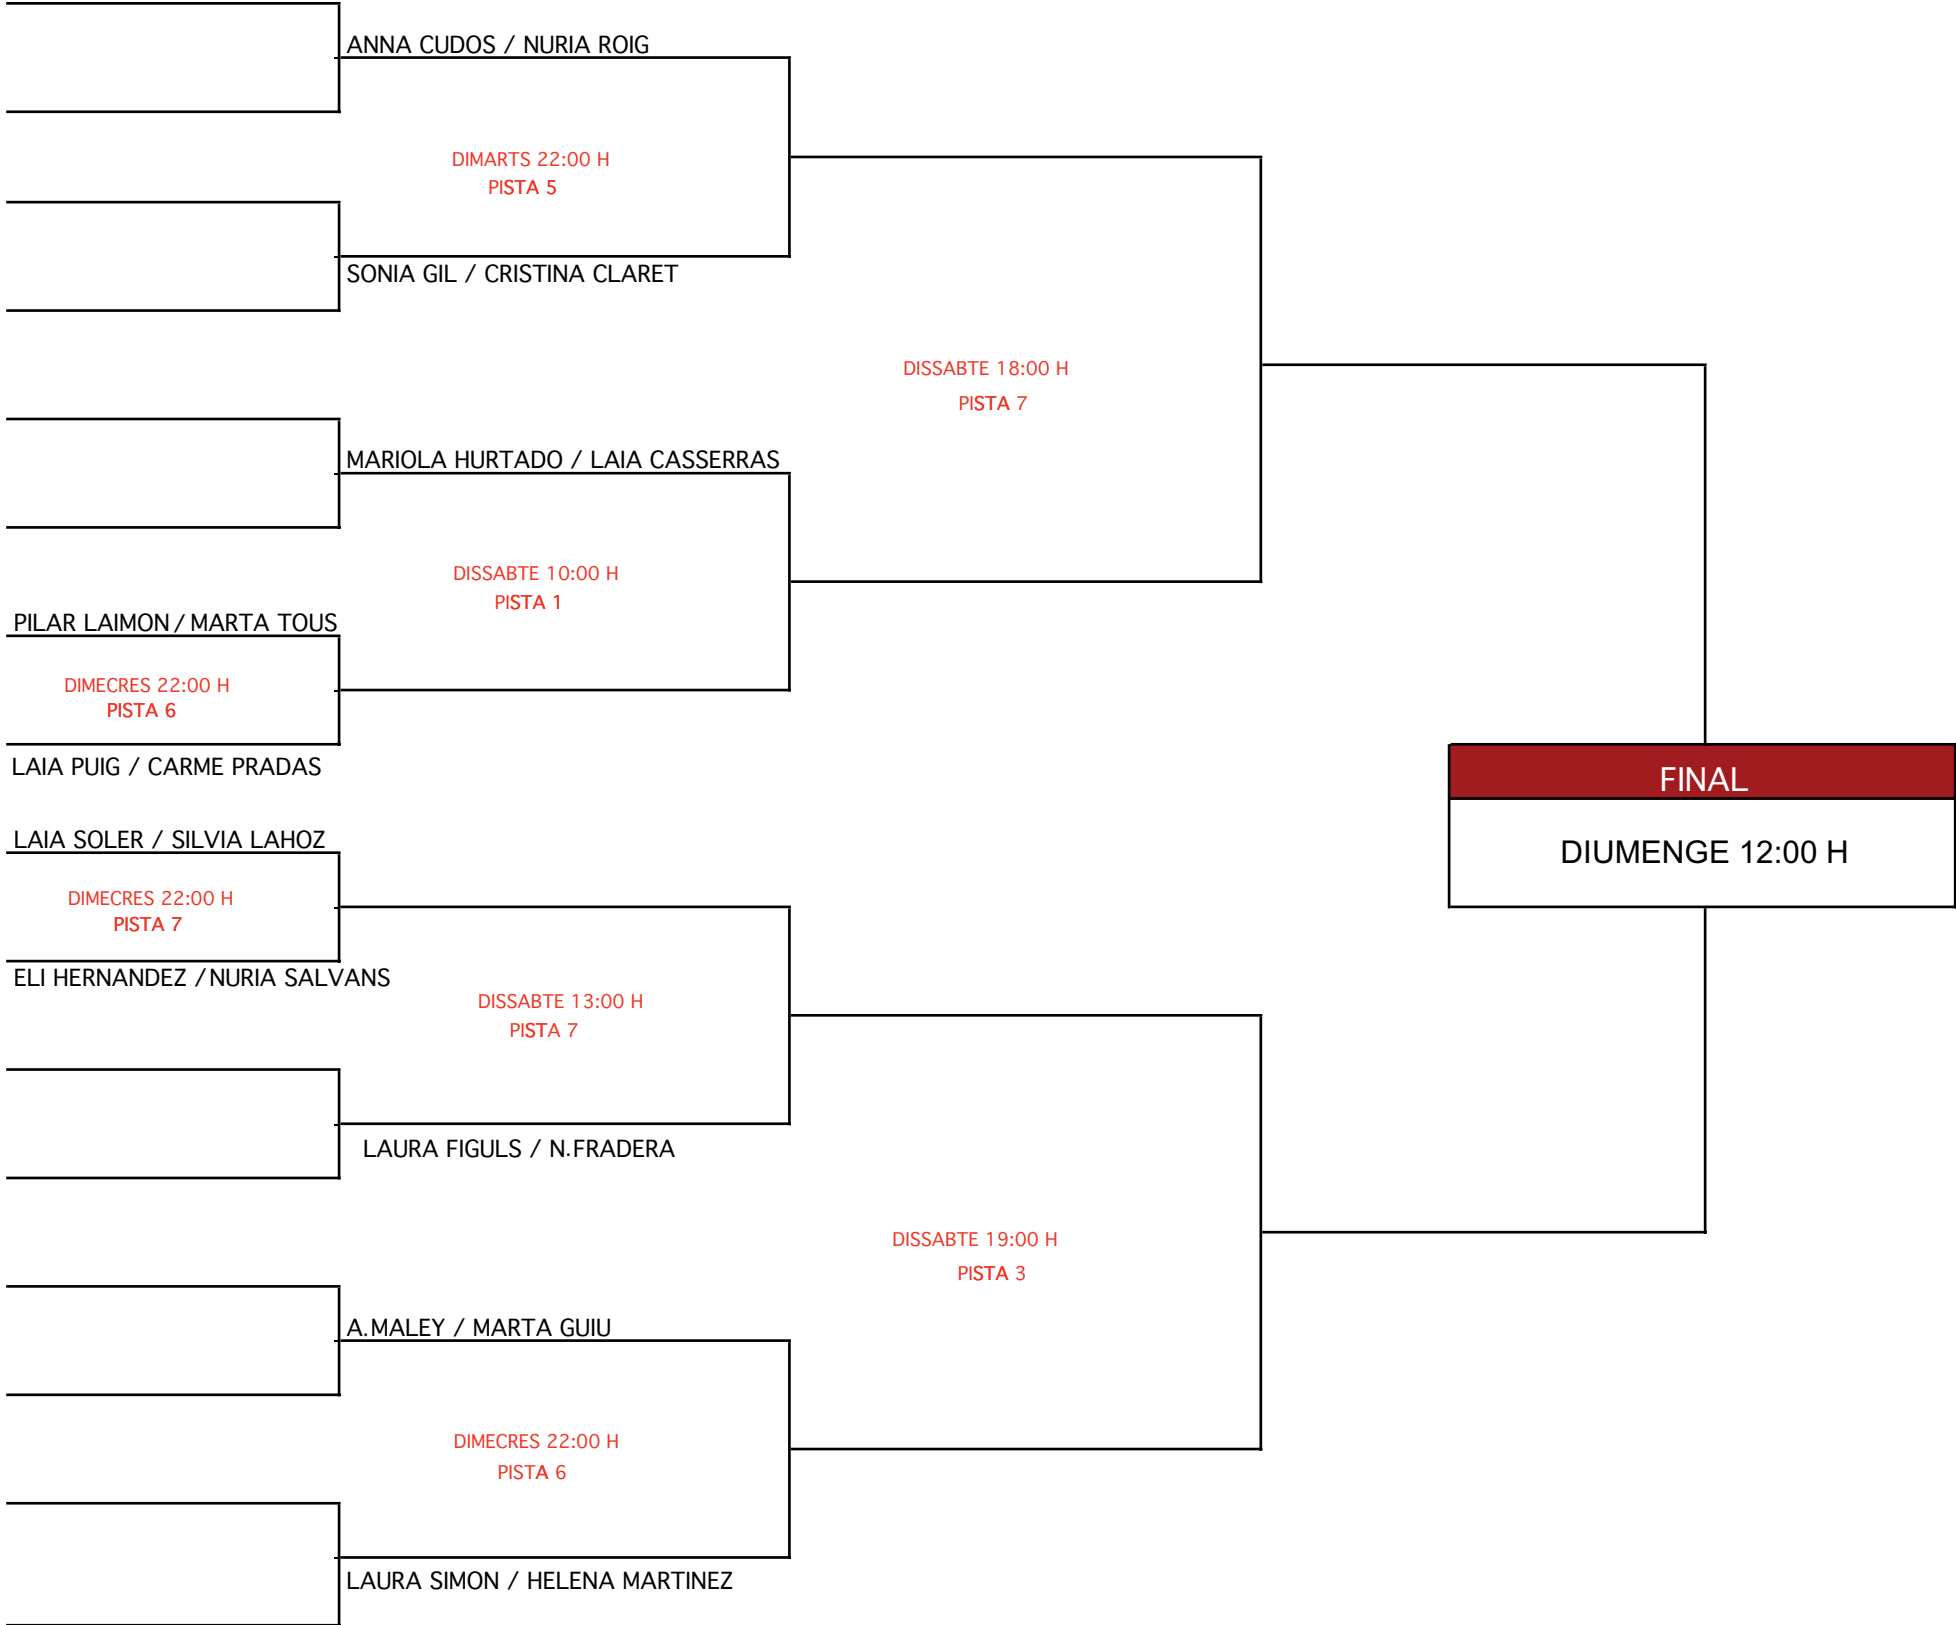 ANNA CUDOS / NURIA ROIG
DIMARTS 22:00 H
PISTA 5
SONIA GIL / CRISTINA CLARET
DISSABTE 18:00 H
PISTA 7
MARIOLA HURTADO / LAIA CASSERRAS
DISSABTE 10:00 H
PISTA 1
PILAR LAIMON / MARTA TOUS
DIMECRES 22:00 H
PISTA 6
LAIA PUIG / CARME PRADAS
FINAL
DIUMENGE 12:00 H
LAIA SOLER / SILVIA LAHOZ
DIMECRES 22:00 H
PISTA 7
ELI HERNANDEZ / NURIA SALVANS
DISSABTE 13:00 H
PISTA 7
LAURA FIGULS / N.FRADERA
DISSABTE 19:00 H
PISTA 3
A.MALEY / MARTA GUIU
DIMECRES 22:00 H
PISTA 6
LAURA SIMON / HELENA MARTINEZ